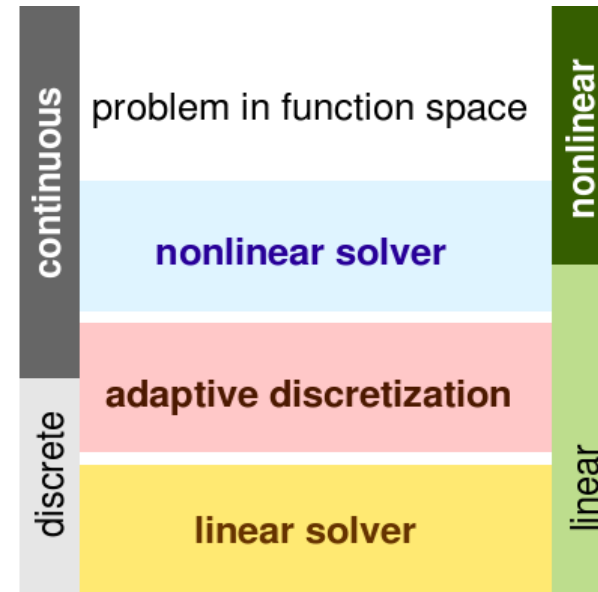 continuous
discrete
problem in function space
nonlinear solver
adaptive discretization
linear solver
nonlinear
linear